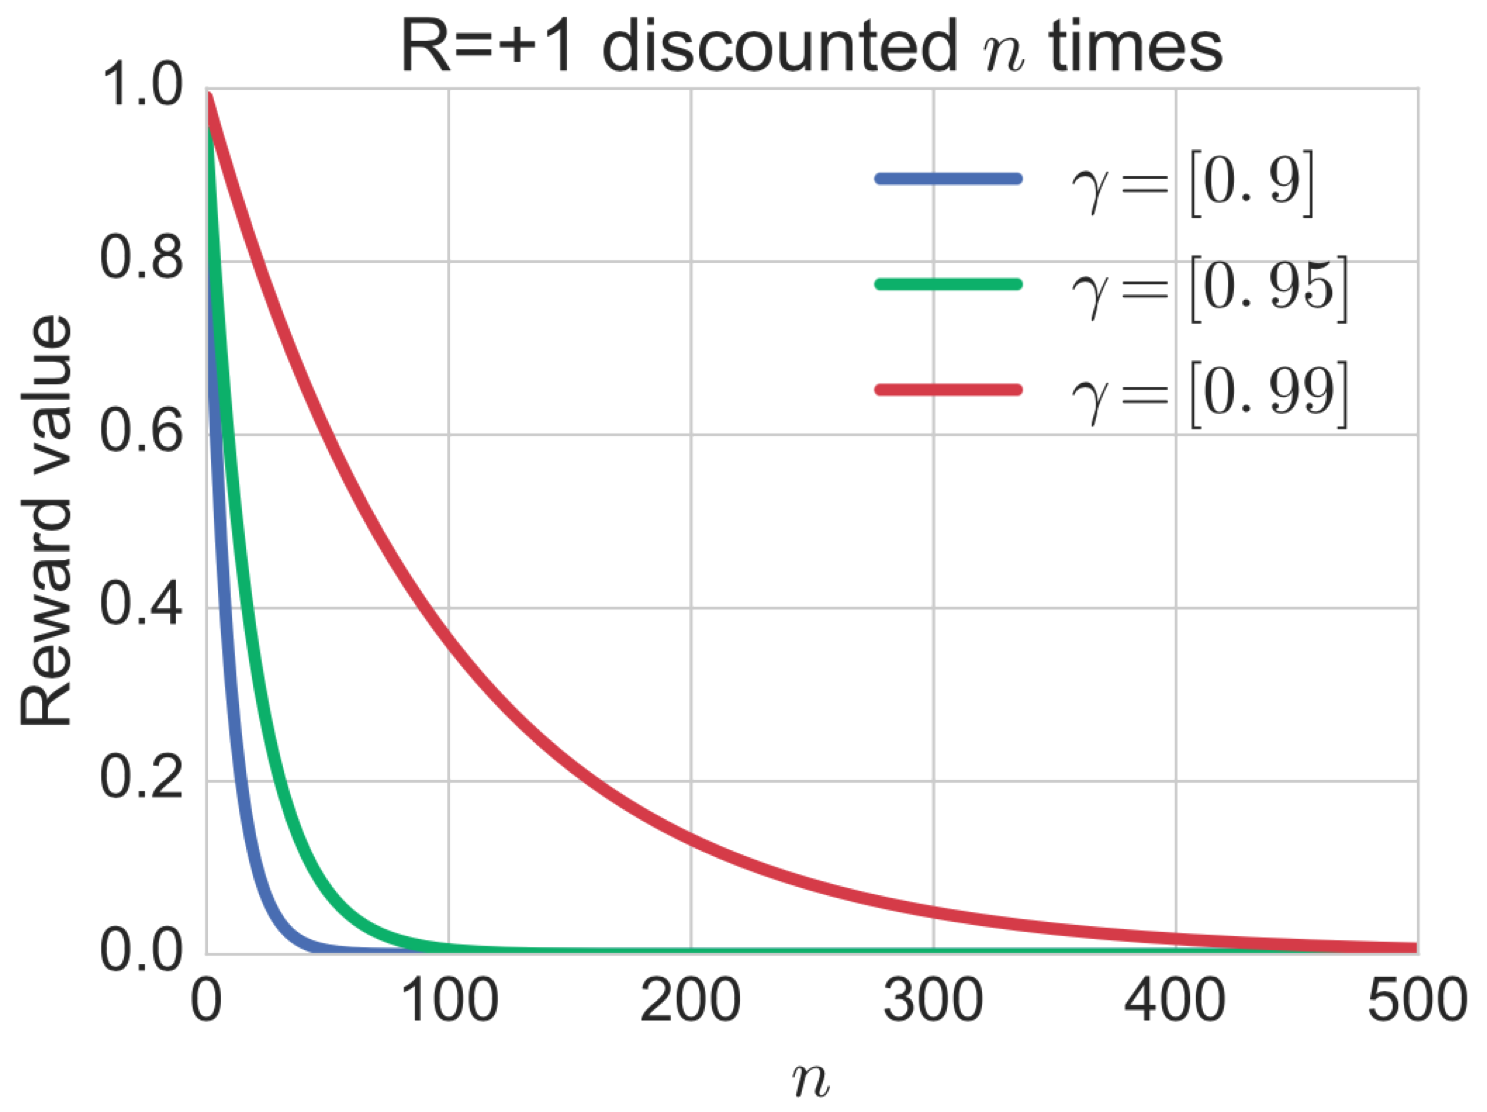 R=+1 discounted n times
1.0
0.8
0.6
0.4
0.2
0.0
Reward value
γ=[0.9]
γ=[0.95]
γ=[0.99]
0 100 200 300 400 500
n